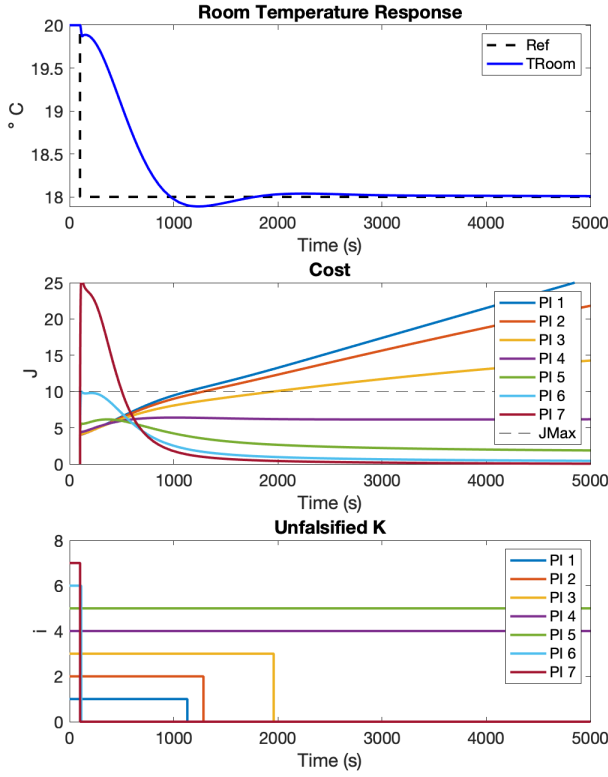 Room Temperature Response
20
19.5
19
18.5
18
° C
0
1000
2000
3000
4000
5000
Time (s)
Ref
TRoom
Cost
25
20
15
10
5
0
J
0
1000
2000
3000
4000
5000
Time (s)
PI 1
PI 2
PI 3
PI 4
PI 5
PI 6
PI 7
JMax
Unfalsified K
8
6
4
2
0
i
0
1000
2000
3000
4000
5000
Time (s)
PI 1
PI 2
PI 3
PI 4
PI 5
PI 6
PI 7